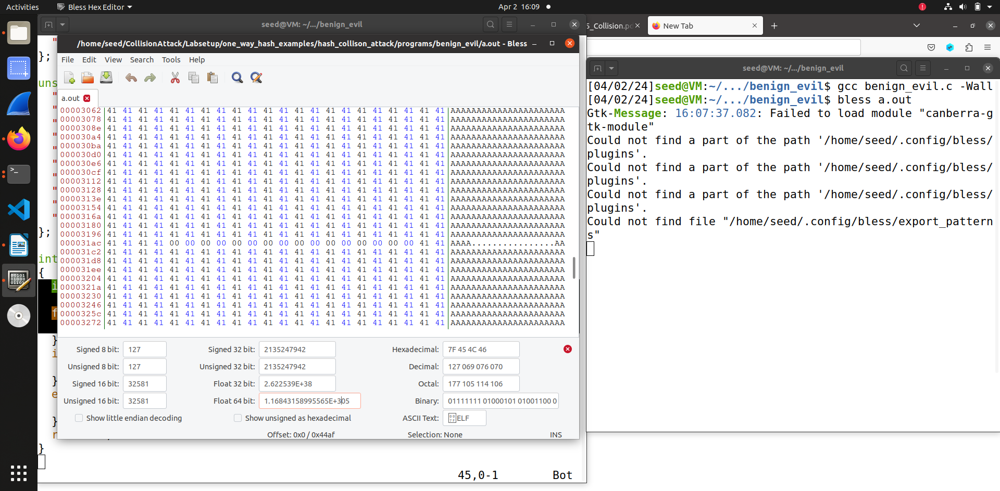 Activities
Bless Hex Editor
Apr 2 16:09
seed@VM: ~/.../benign_evil
5_Collision.pd
New Tab
/home/seed/CollisionAttack/Labsetup/one_way_hash_examples/hash_collison_attack/programs/benign_evil/a.out - Bless
File Edit View Search Tools Help
a.out
00003062 41 41 41 41 41 41 41 41 41 41 41 41 41 41 41 41 41 41 41 41 41 41 AAAAAAAAAAAAAAAAAAAAAA
00003078 41 41 41 41 41 41 41 41 41 41 41 41 41 41 41 41 41 41 41 41 41 41 AAAAAAAAAAAAAAAAAAAAAA
0000308e 41 41 41 41 41 41 41 41 41 41 41 41 41 41 41 41 41 41 41 41 41 41 AAAAAAAAAAAAAAAAAAAAAA
000030a4 41 41 41 41 41 41 41 41 41 41 41 41 41 41 41 41 41 41 41 41 41 41 AAAAAAAAAAAAAAAAAAAAAA
000030ba 41 41 41 41 41 41 41 41 41 41 41 41 41 41 41 41 41 41 41 41 41 41 AAAAAAAAAAAAAAAAAAAAAA
000030d0 41 41 41 41 41 41 41 41 41 41 41 41 41 41 41 41 41 41 41 41 41 41 AAAAAAAAAAAAAAAAAAAAAA
000030e6 41 41 41 41 41 41 41 41 41 41 41 41 41 41 41 41 41 41 41 41 41 41 AAAAAAAAAAAAAAAAAAAAAA
000030cf 41 41 41 41 41 41 41 41 41 41 41 41 41 41 41 41 41 41 41 41 41 41 AAAAAAAAAAAAAAAAAAAAAA
00003112 41 41 41 41 41 41 41 41 41 41 41 41 41 41 41 41 41 41 41 41 41 41 AAAAAAAAAAAAAAAAAAAAAA
00003128 41 41 41 41 41 41 41 41 41 41 41 41 41 41 41 41 41 41 41 41 41 41 AAAAAAAAAAAAAAAAAAAAAA
0000313e 41 41 41 41 41 41 41 41 41 41 41 41 41 41 41 41 41 41 41 41 41 41 AAAAAAAAAAAAAAAAAAAAAA
00003154 41 41 41 41 41 41 41 41 41 41 41 41 41 41 41 41 41 41 41 41 41 41 AAAAAAAAAAAAAAAAAAAAAA
0000316a 41 41 41 41 41 41 41 41 41 41 41 41 41 41 41 41 41 41 41 41 41 41 AAAAAAAAAAAAAAAAAAAAAA
00003180 41 41 41 41 41 41 41 41 41 41 41 41 41 41 41 41 41 41 41 41 41 41 AAAAAAAAAAAAAAAAAAAAAA
00003196 41 41 41 41 41 41 41 41 41 41 41 41 41 41 41 41 41 41 41 41 41 41 AAAAAAAAAAAAAAAAAAAAAA
000031ac 41 41 41 41 00 00 00 00 00 00 00 00 00 00 00 00 00 00 00 00 41 41 AAAA................AA
000031c2 41 41 41 41 41 41 41 41 41 41 41 41 41 41 41 41 41 41 41 41 41 41 AAAAAAAAAAAAAAAAAAAAAA
000031d8 41 41 41 41 41 41 41 41 41 41 41 41 41 41 41 41 41 41 41 41 41 41 AAAAAAAAAAAAAAAAAAAAAA
000031ee 41 41 41 41 41 41 41 41 41 41 41 41 41 41 41 41 41 41 41 41 41 41 AAAAAAAAAAAAAAAAAAAAAA
00003204 41 41 41 41 41 41 41 41 41 41 41 41 41 41 41 41 41 41 41 41 41 41 AAAAAAAAAAAAAAAAAAAAAA
0000321a 41 41 41 41 41 41 41 41 41 41 41 41 41 41 41 41 41 41 41 41 41 41 AAAAAAAAAAAAAAAAAAAAAA
00003230 41 41 41 41 41 41 41 41 41 41 41 41 41 41 41 41 41 41 41 41 41 41 AAAAAAAAAAAAAAAAAAAAAA
00003246 41 41 41 41 41 41 41 41 41 41 41 41 41 41 41 41 41 41 41 41 41 41 AAAAAAAAAAAAAAAAAAAAAA
0000325c 41 41 41 41 41 41 41 41 41 41 41 41 41 41 41 41 41 41 41 41 41 41 AAAAAAAAAAAAAAAAAAAAAA
00003272 41 41 41 41 41 41 41 41 41 41 41 41 41 41 41 41 41 41 41 41 41 41 AAAAAAAAAAAAAAAAAAAAAA
Signed 8 bit: 127 Signed 32 bit: 2135247942 Hexadecimal: 7F 45 4C 46
Unsigned 8 bit: 127 Unsigned 32 bit: 2135247942 Decimal: 127 069 076 070
Signed 16 bit: 32581 Float 32 bit: 2.622539E+38 Octal: 177 105 114 106
Unsigned 16 bit: 32581 Float 64 bit: 1.16843158995565E+305 Binary: 01111111 01000101 01001100 0
Show little endian decoding Show unsigned as hexadecimal ASCII Text: 007FELF
Offset: 0x0 / 0x44af Selection: None INS
"
};
uns
"
"
"
"
"
"
"
"
"
"
};
int
{
i
f
}
i
}
e
}
r
}
45,0-1 Bot
seed@VM: ~/.../benign_evil
[04/02/24]seed@VM:~/.../benign_evil$ gcc benign_evil.c -Wall
[04/02/24]seed@VM:~/.../benign_evil$ bless a.out
Gtk-Message: 16:07:37.082: Failed to load module "canberra-g
tk-module"
Could not find a part of the path '/home/seed/.config/bless/
plugins'.
Could not find a part of the path '/home/seed/.config/bless/
plugins'.
Could not find a part of the path '/home/seed/.config/bless/
plugins'.
Could not find file "/home/seed/.config/bless/export_pattern
s"